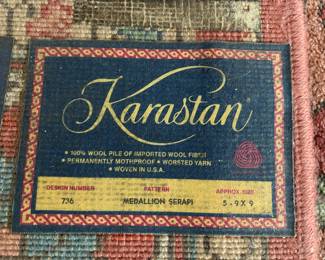 Karastan
• 100% WOOL PILE OF IMPORTED WOOL FIBER
• PERMANENTLY MOTHPROOF • WORSTED YARN
• WOVEN IN U.S.A.
DESIGN NUMBER PATTERN APPROX. SIZE
736 MEDALLION SERAPI 5-9 X 9